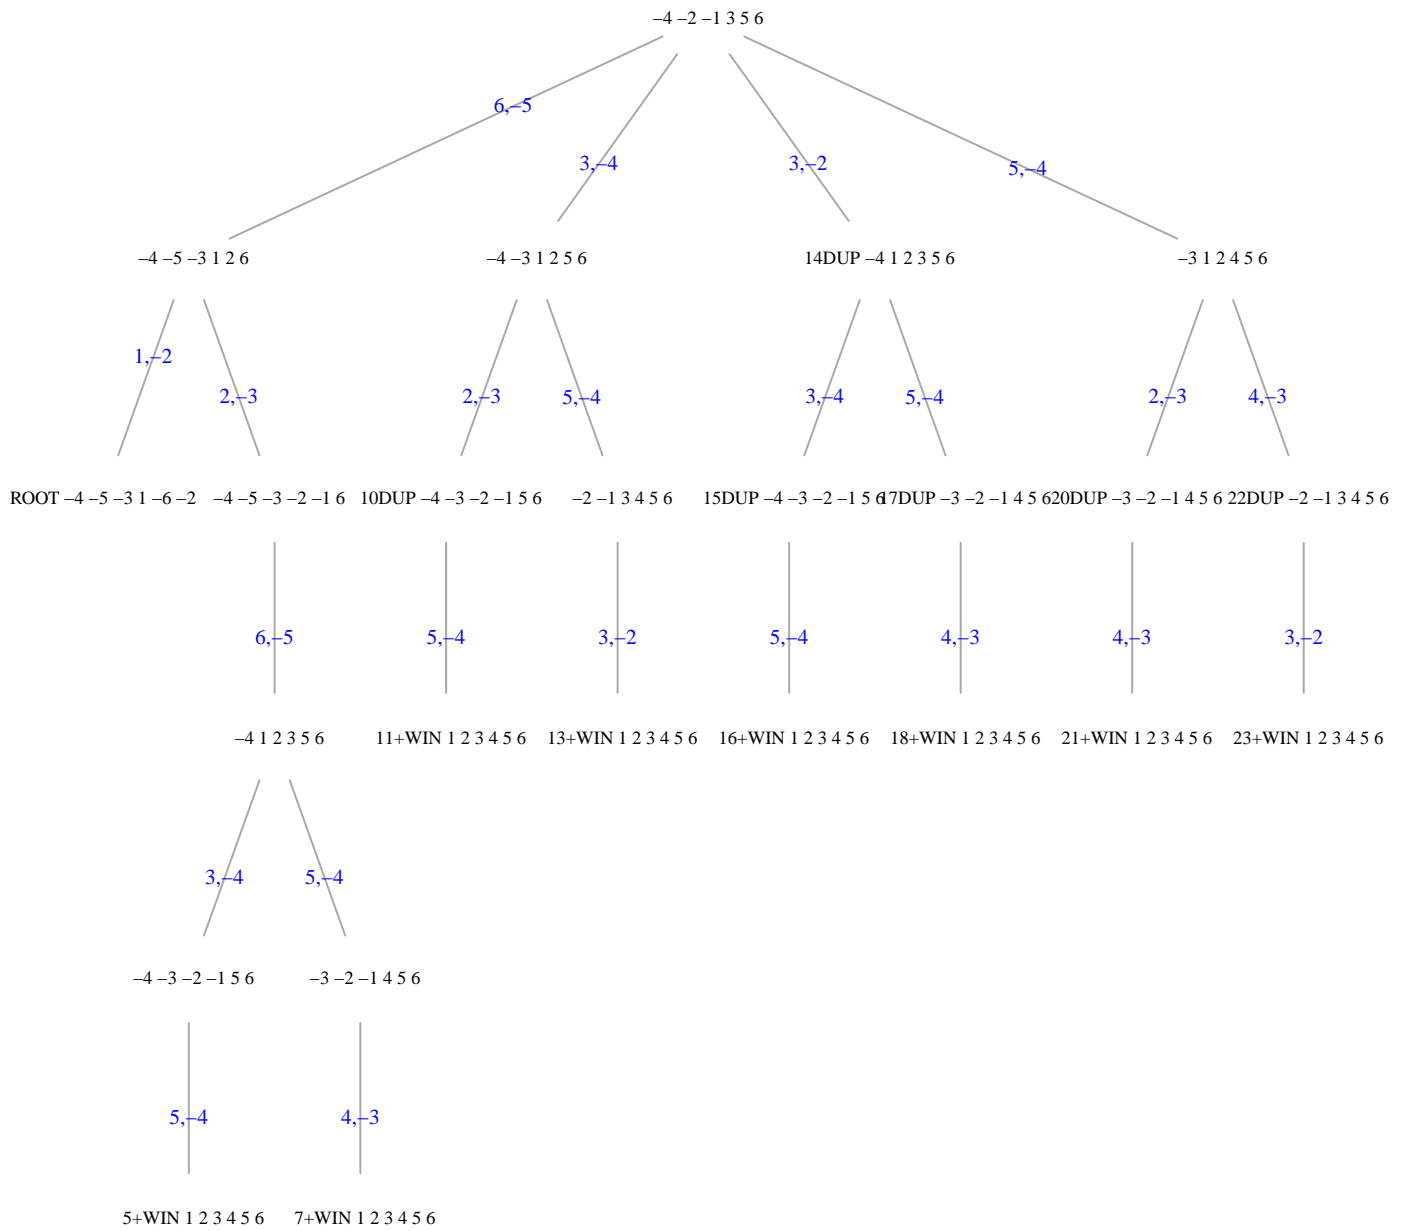 –4 –2 –1 3 5 6
6,–5
3,–4
3,–2
5,–4
–4 –5 –3 1 2 6
–4 –3 1 2 5 6
14DUP –4 1 2 3 5 6
–3 1 2 4 5 6
1,–2
2,–3
2,–3
5,–4
3,–4
5,–4
2,–3
4,–3
ROOT –4 –5 –3 1 –6 –2
–4 –5 –3 –2 –1 6
10DUP –4 –3 –2 –1 5 6
–2 –1 3 4 5 6
15DUP –4 –3 –2 –1 5 6
17DUP –3 –2 –1 4 5 6
20DUP –3 –2 –1 4 5 6
22DUP –2 –1 3 4 5 6
6,–5
5,–4
3,–2
5,–4
4,–3
4,–3
3,–2
–4 1 2 3 5 6
11+WIN 1 2 3 4 5 6
13+WIN 1 2 3 4 5 6
16+WIN 1 2 3 4 5 6
18+WIN 1 2 3 4 5 6
21+WIN 1 2 3 4 5 6
23+WIN 1 2 3 4 5 6
3,–4
5,–4
–4 –3 –2 –1 5 6
–3 –2 –1 4 5 6
5,–4
4,–3
5+WIN 1 2 3 4 5 6
7+WIN 1 2 3 4 5 6